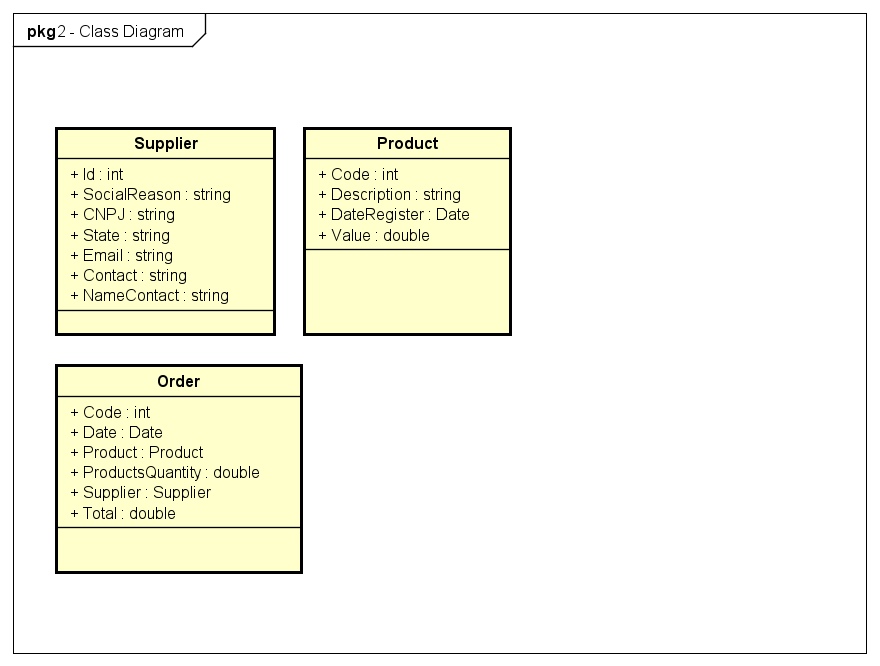 pkg2 - Class Diagram
Supplier
+ Id : int
+ SocialReason : string
+ CNPJ : string
+ State : string
+ Email : string
+ Contact : string
+ NameContact : string
Product
+ Code : int
+ Description : string
+ DateRegister : Date
+ Value : double
Order
+ Code : int
+ Date : Date
+ Product : Product
+ ProductsQuantity : double
+ Supplier : Supplier
+ Total : double